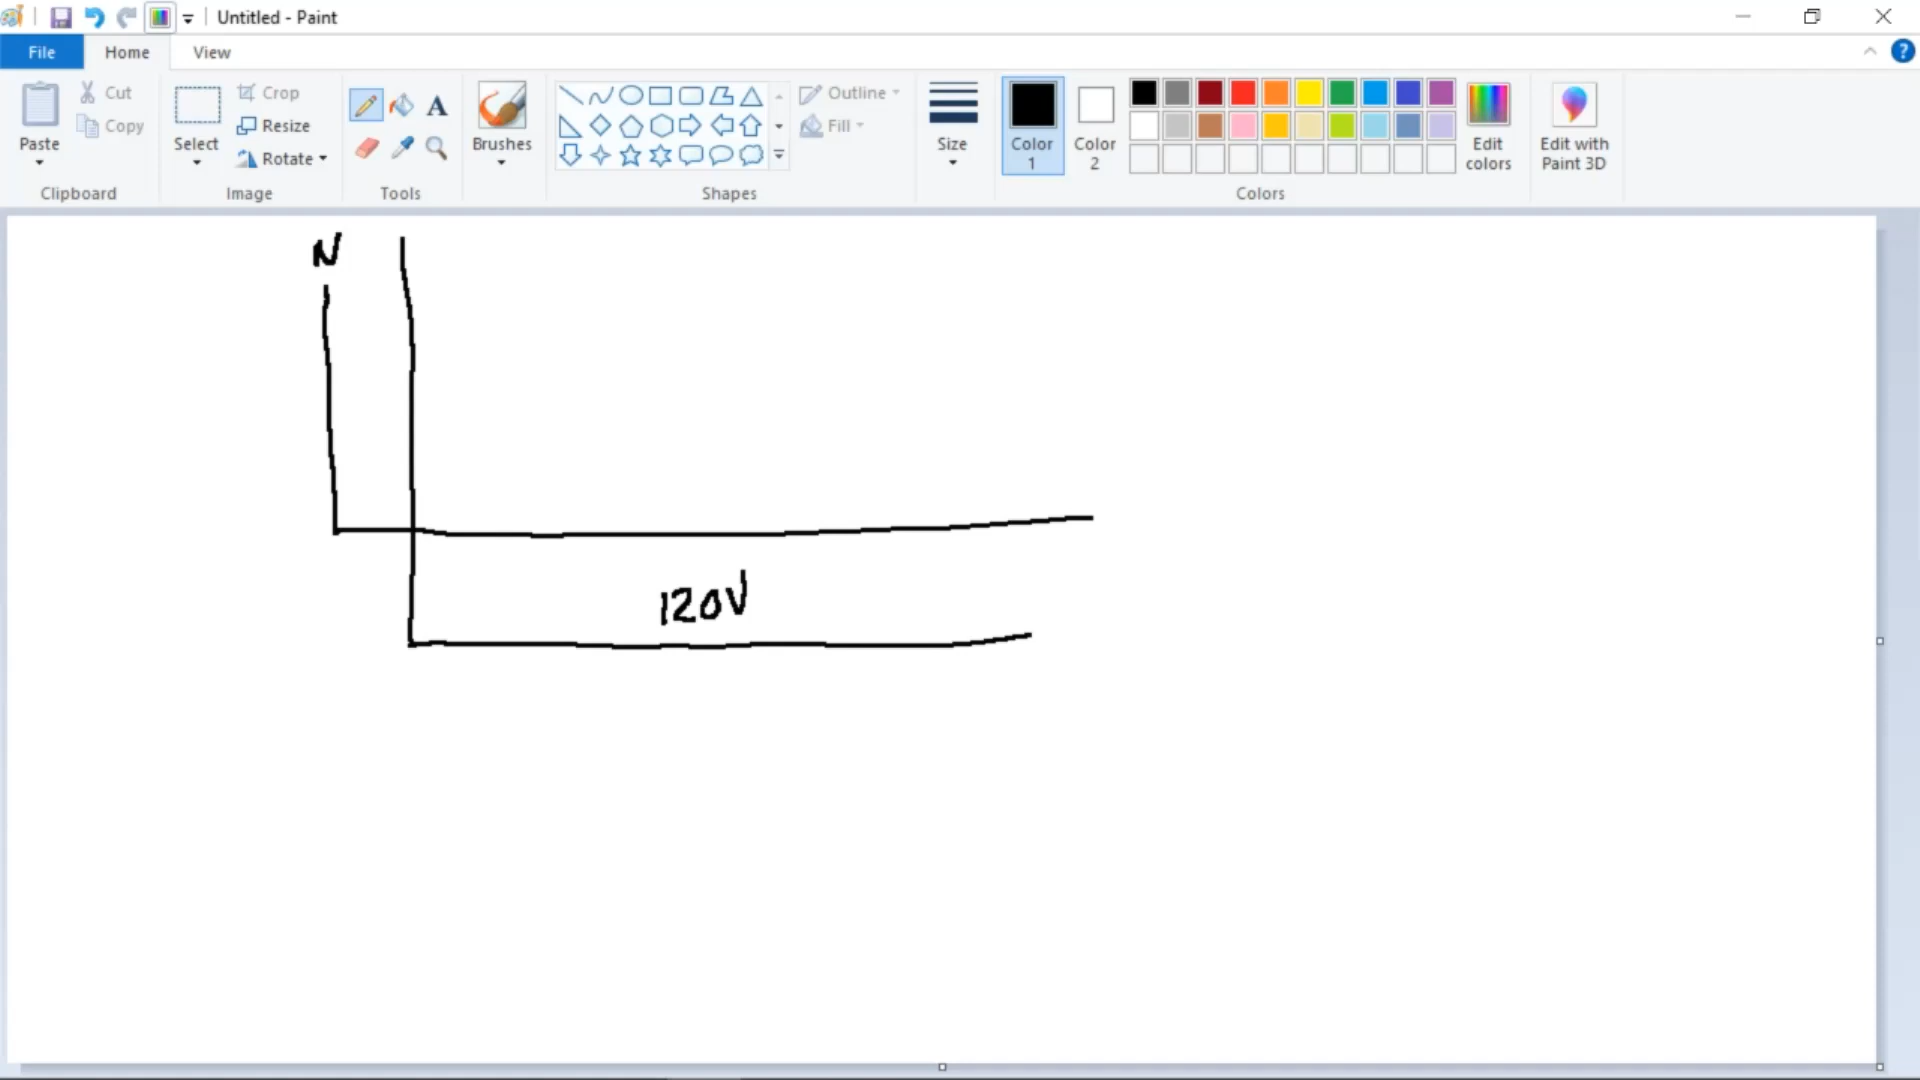 Untitled - Paint
File Home View
Paste
Cut
Copy
Clipboard
Select
Crop
Resize
Rotate
Image
A
Tools
Brushes
Shapes
Outline
Fill
Size
Color 1
Color 2
Colors
Edit colors
Edit with Paint 3D
?
N
120V